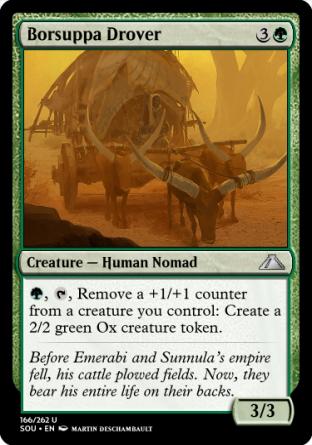 Borsuppa Drover 3
Creature — Human Nomad
, , Remove a +1/+1 counter
from a creature you control: Create a
2/2 green Ox creature token.
Before Emerabi and Sunnula's empire
fell, his cattle plowed fields. Now, they
bear his entire life on their backs.
3/3
166/262 U
SOU • EN MARTIN DESCHAMBAULT